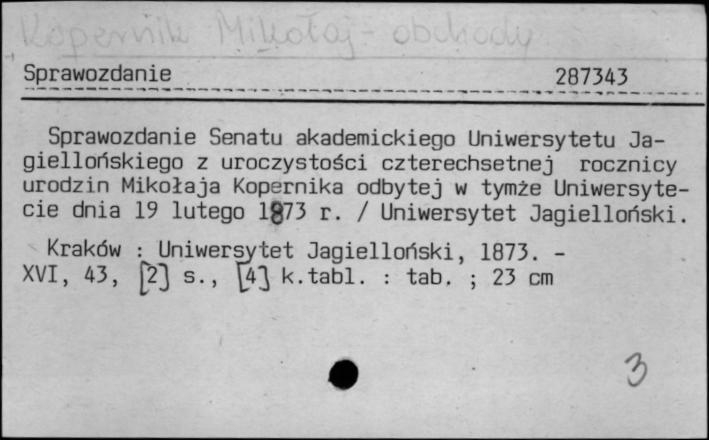 Kopernik Mikołaj - obchody
Sprawozdanie 287343
Sprawozdanie Senatu akademickiego Uniwersytetu Ja-
giellońskiego z uroczystości czterechsetnej rocznicy
urodzin Mikołaja Kopernika odbytej w tymże Uniwersyte-
cie dnia 19 lutego 1873 r. / Uniwersytet Jagielloński.
Kraków : Uniwersytet Jagielloński, 1873. -
XVI, 43, [2] s., [4] k.tabl. : tab. ; 23 cm
3